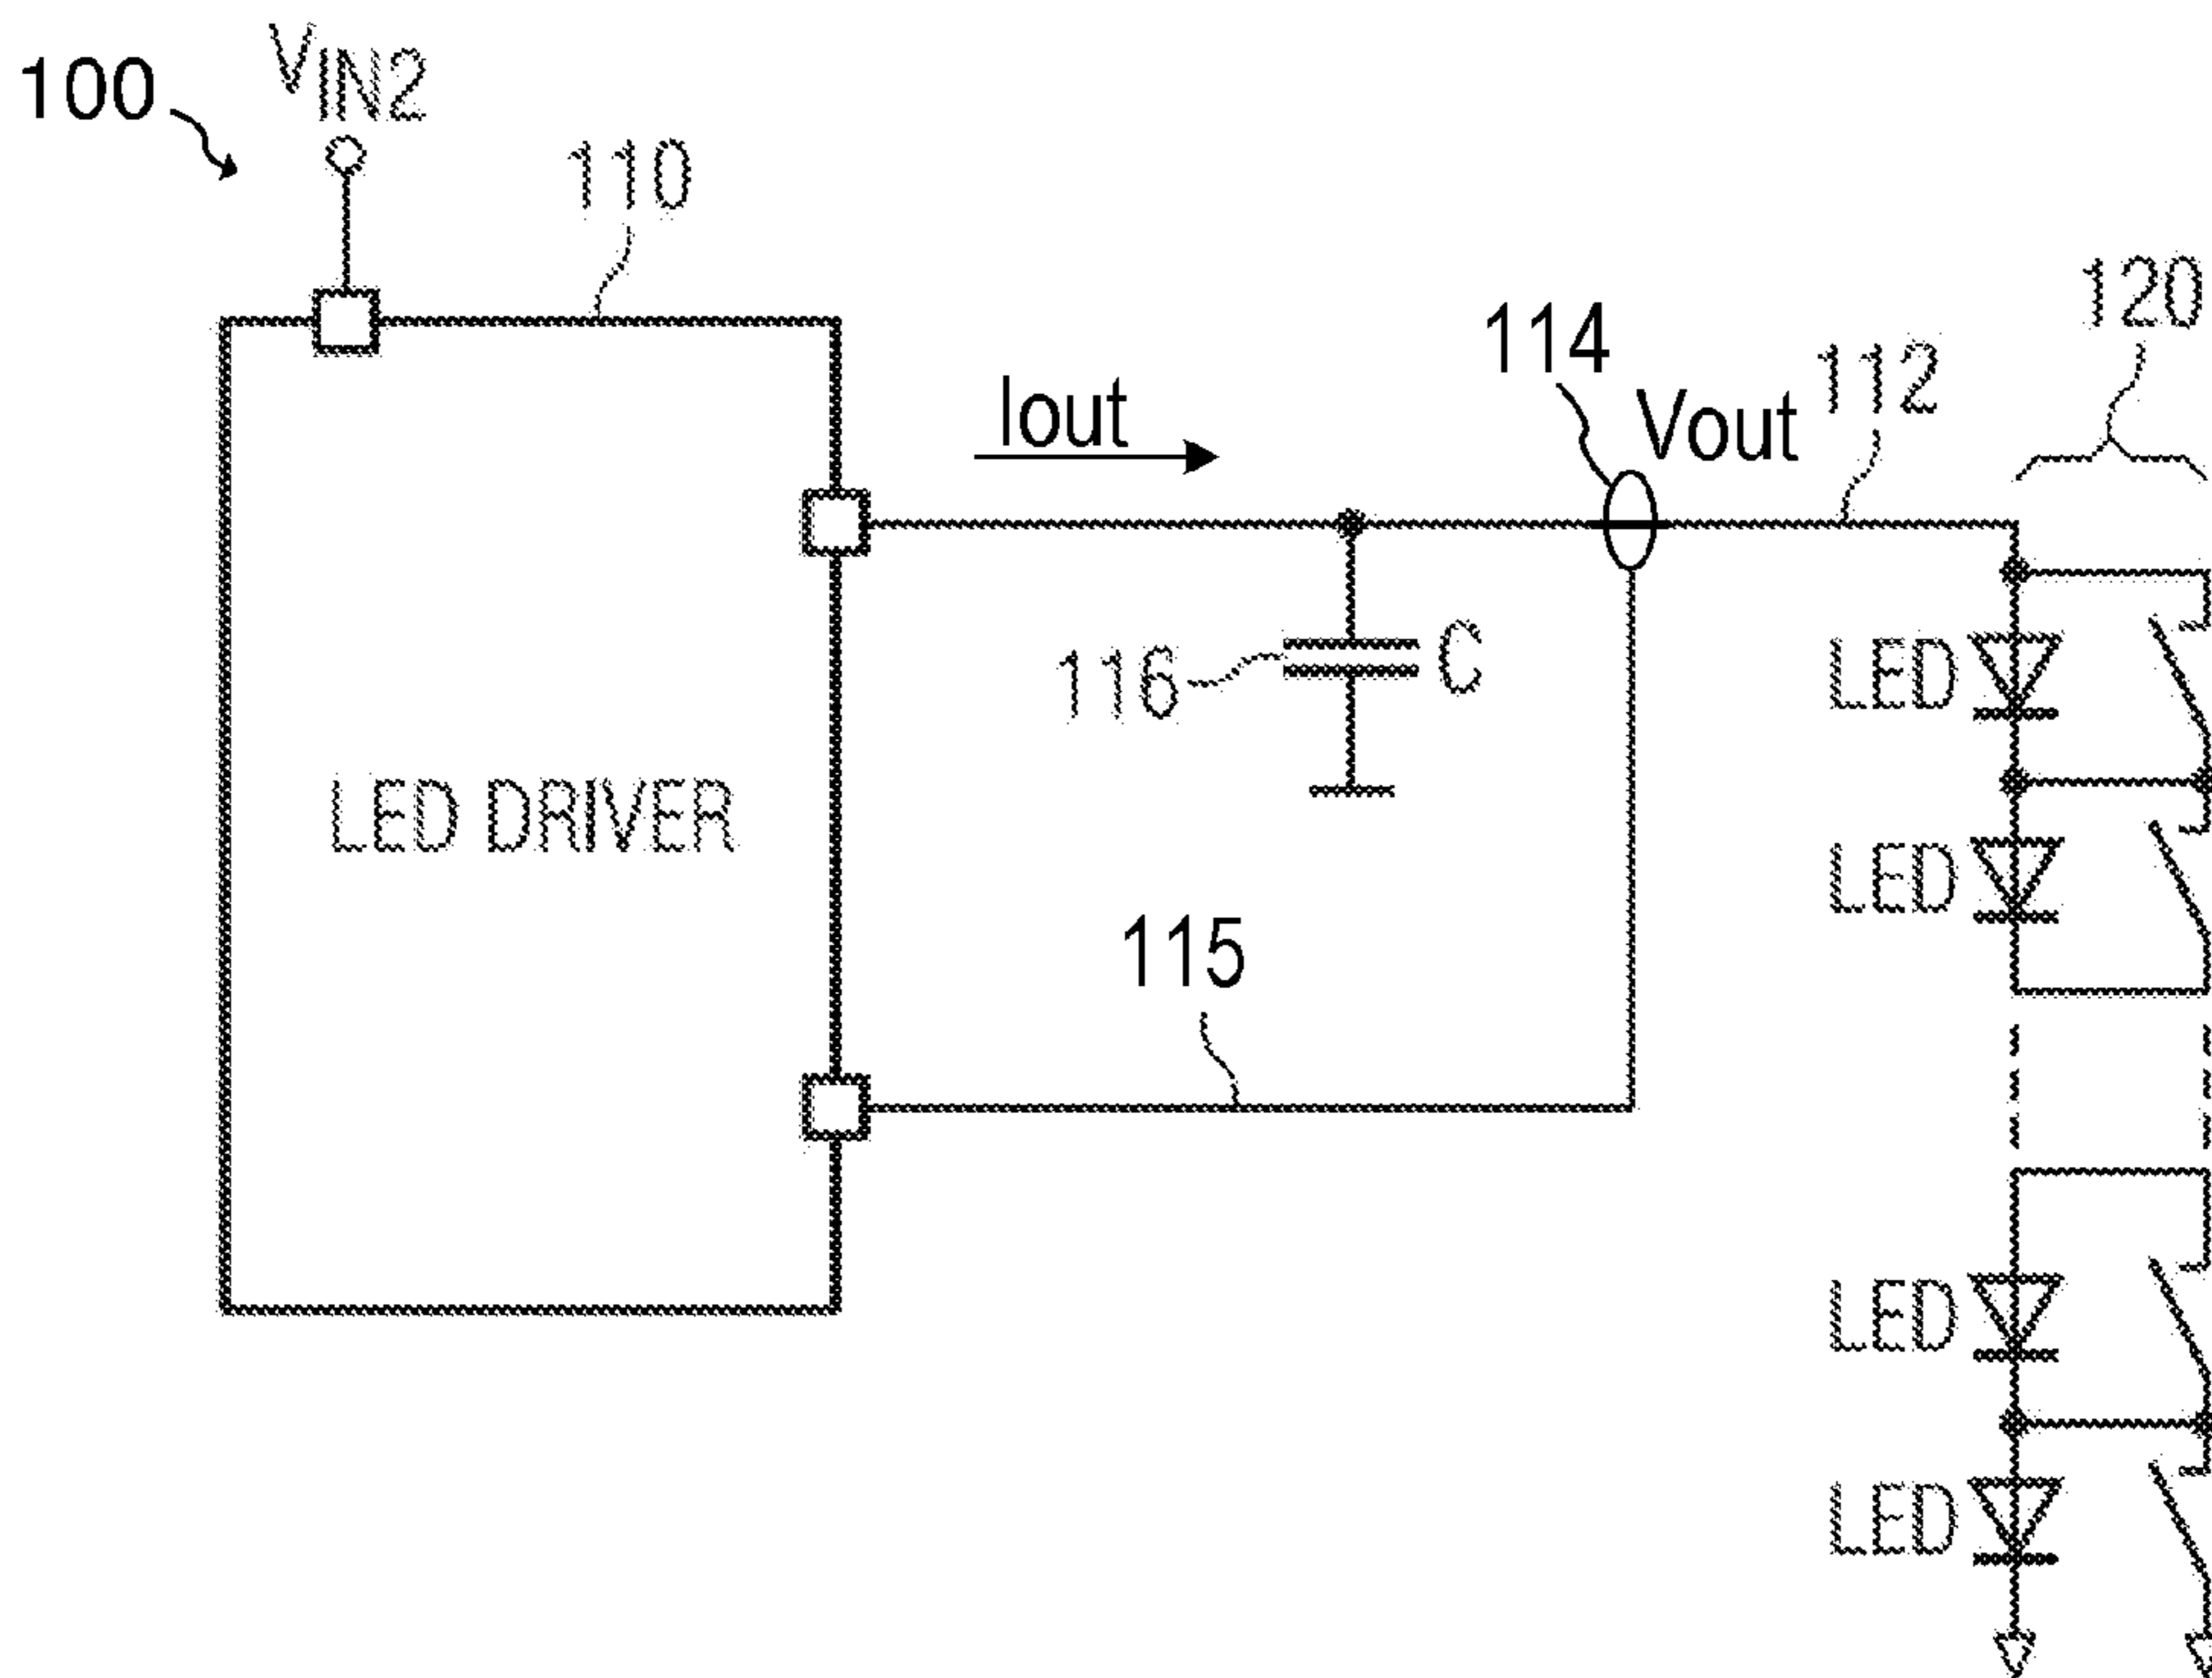 100
VIN2
110
120
114
112
Iout
Vout
LED
116
C
LED DRIVER
LED
115
LED
LED